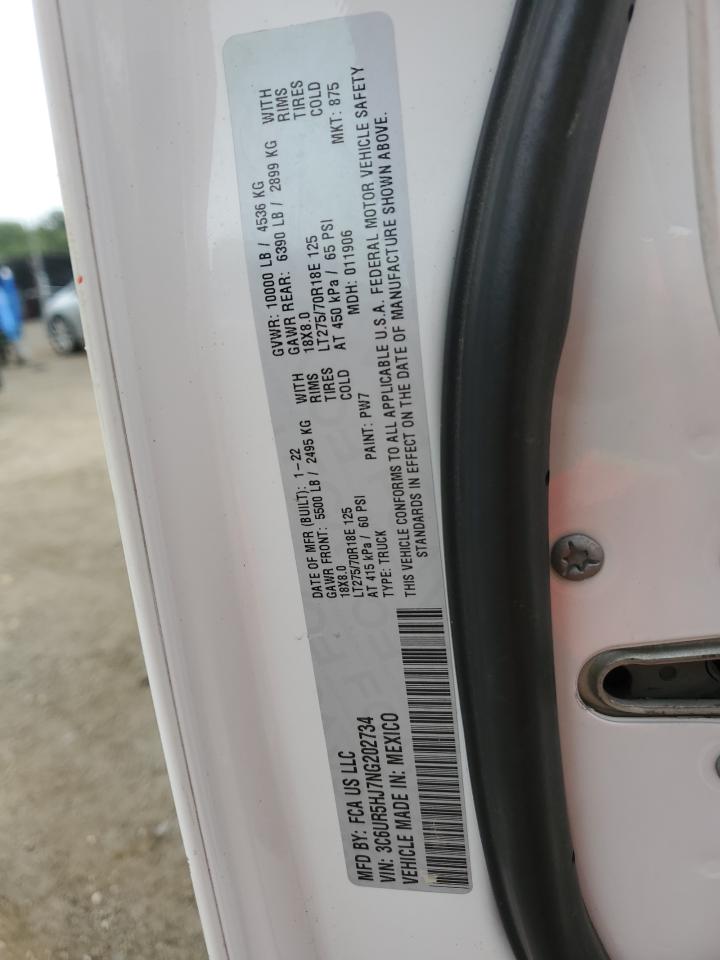 MFD BY: FCA US LLC
DATE OF MFR (BUILT): 1-22
GVWR: 10000 LB / 4536 KG
GAWR FRONT: 5500 LB / 2495 KG
WITH
18X8.0
RIMS
LT275/70R18E 125
TIRES
AT 415 kPa / 60 PSI
COLD
GAWR REAR: 6390 LB / 2899 KG
WITH
18X8.0
RIMS
LT275/70R18E 125
TIRES
AT 450 kPa / 65 PSI
COLD
VIN: 3C6UR5HJ7NG202734
TYPE: TRUCK
PAINT: PW7
MDH: 011906
MKT: 875
VEHICLE MADE IN: MEXICO
THIS VEHICLE CONFORMS TO ALL APPLICABLE U.S.A. FEDERAL MOTOR VEHICLE SAFETY
STANDARDS IN EFFECT ON THE DATE OF MANUFACTURE SHOWN ABOVE.